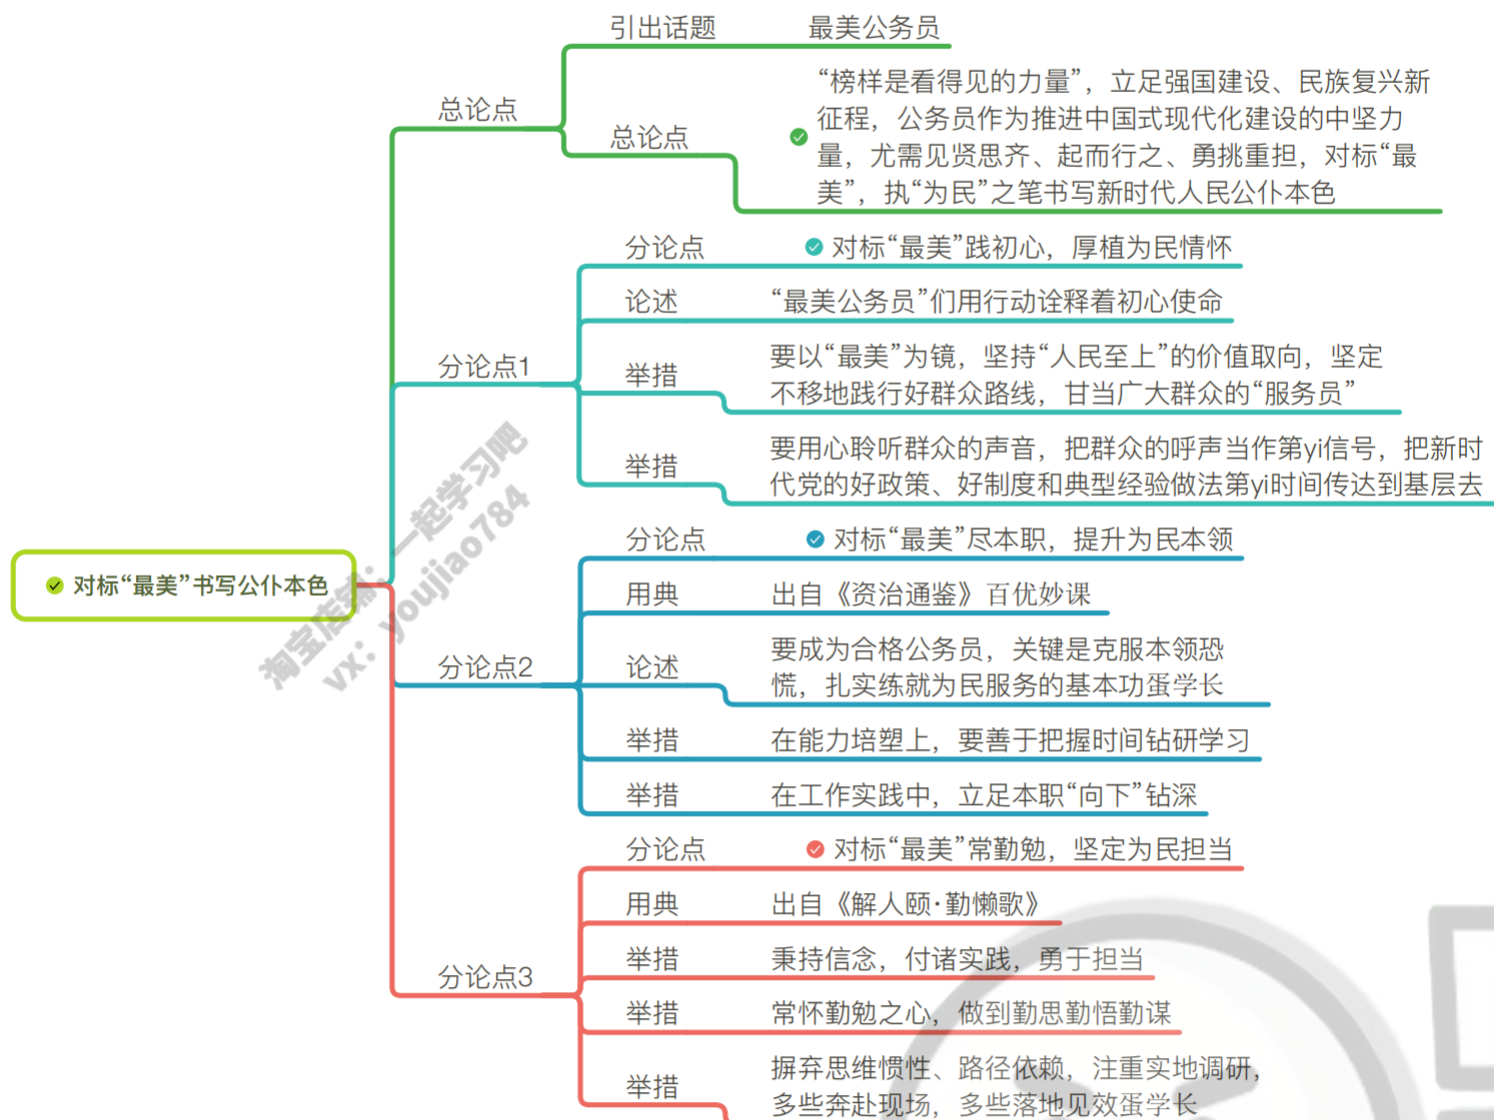 引出话题
最美公务员
总论点
总论点
“榜样是看得见的力量”，立足强国建设、民族复兴新
征程，公务员作为推进中国式现代化建设的中坚力
量，尤需见贤思齐、起而行之、勇挑重担，对标“最
美”，执“为民”之笔书写新时代人民公仆本色
分论点
对标“最美”践初心，厚植为民情怀
论述
“最美公务员”们用行动诠释着初心使命
分论点1
举措
要以“最美”为镜，坚持“人民至上”的价值取向，坚定
不移地践行好群众路线，甘当广大群众的“服务员”
举措
要用心聆听群众的声音，把群众的呼声当作第yi信号，把新时
代党的好政策、好制度和典型经验做法第yi时间传达到基层去
对标“最美”书写公仆本色
淘宝店铺：一起学习吧
vx：youjiao784
分论点
对标“最美”尽本职，提升为民本领
用典
出自《资治通鉴》百优妙课
分论点2
论述
要成为合格公务员，关键是克服本领恐
慌，扎实练就为民服务的基本功蛋学长
举措
在能力培塑上，要善于把握时间钻研学习
举措
在工作实践中，立足本职“向下”钻深
分论点
对标“最美”常勤勉，坚定为民担当
用典
出自《解人颐·勤懒歌》
分论点3
举措
秉持信念，付诸实践，勇于担当
举措
常怀勤勉之心，做到勤思勤悟勤谋
举措
摒弃思维惯性、路径依赖，注重实地调研，
多些奔赴现场，多些落地见效蛋学长